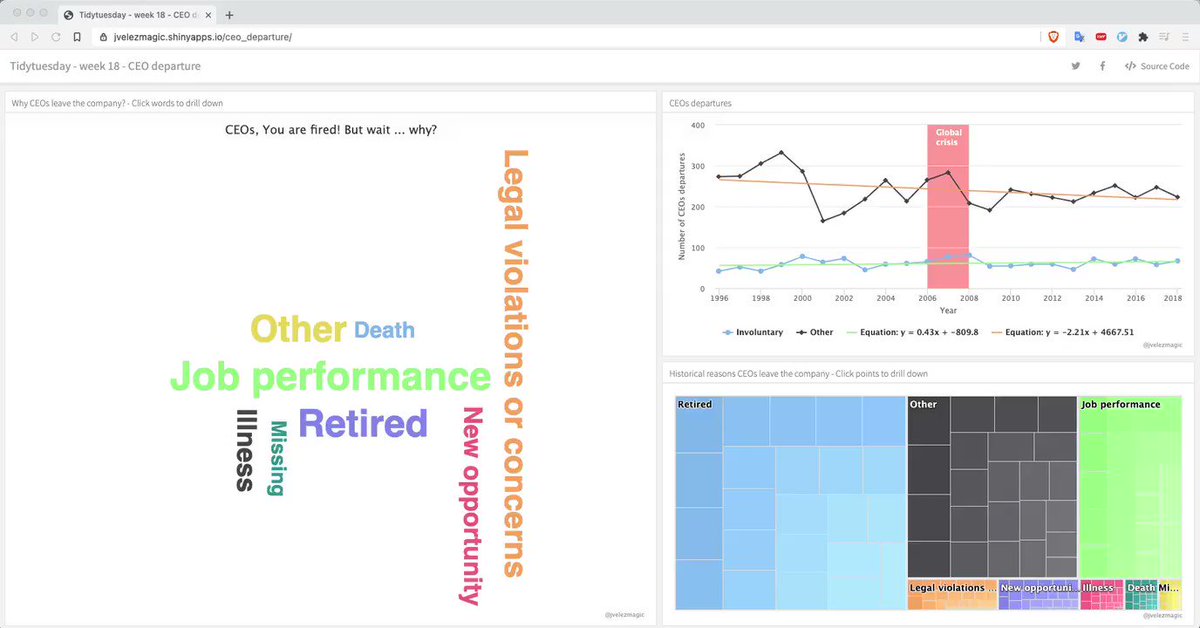 Tidytuesday - week 18 - CEO d
jvelezmagic.shinyapps.io/ceo_departure/
Tidytuesday - week 18 - CEO departure
Source Code
Why CEOs leave the company? - Click words to drill down
CEOs, You are fired! But wait ... why?
Legal violations or concerns
Other
Death
Job performance
Illness
Missing
Retired
New opportunity
@jvelezmagic
CEOs departures
Number of CEOs departures
400
300
200
100
0
Global
crisis
1996 1998 2000 2002 2004 2006 2008 2010 2012 2014 2016 2018
Year
Involuntary Other Equation: y = 0.43x + -809.8 Equation: y = -2.21x + 4667.51
@jvelezmagic
Historical reasons CEOs leave the company - Click points to drill down
Retired
Other
Job performance
Legal violations ...
New opportuni...
Illness
Death
Mi...
@jvelezmagic